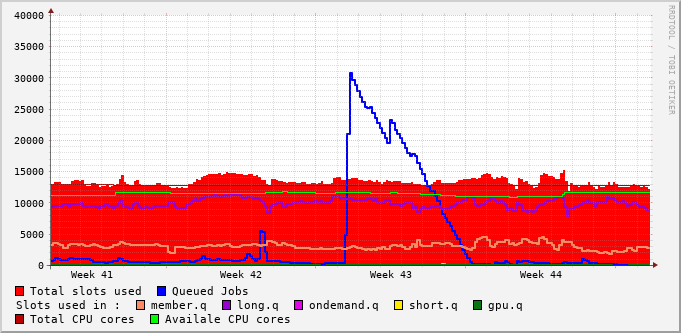 40000
35000
30000
25000
20000
15000
10000
5000
0
Week 41 Week 42 Week 43 Week 44
RRDTOOL / TOBI OETIKER
Total slots used Queued Jobs
Slots used in : member.q long.q ondemand.q short.q gpu.q
Total CPU cores Availale CPU cores